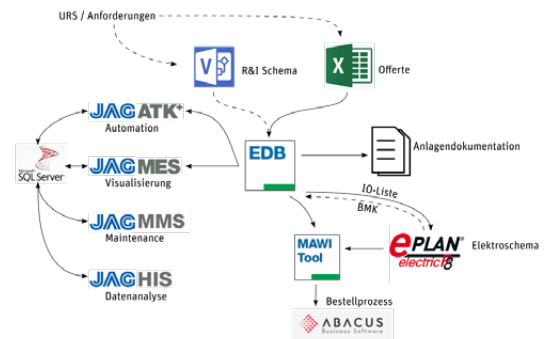 URS / Anforderungen
V
R&I Schema
X
Offerte
JAG ATK+
Automation
EDB
Anlagendokumentation
Microsoft
SQL Server
JAG MES
Visualisierung
IO-Liste
BMK
JAG MMS
Maintenance
MAWI
Tool
ePLAN®
electric P8
Elektroschema
JAG HIS
Datenanalyse
Bestellprozess
ABACUS
Business Software